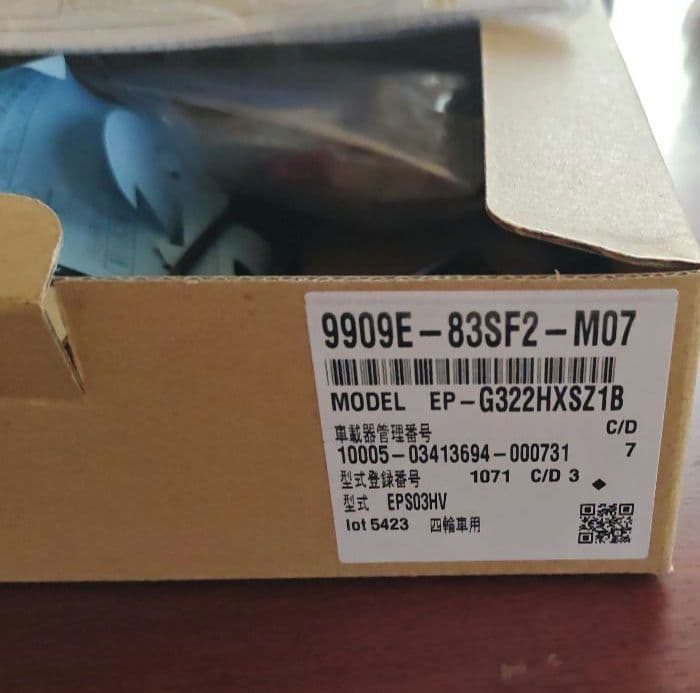 9909E-83SF2-M07
MODEL EP-G322HXSZ1B
車載器管理番号 C/D
10005-03413694-000731 7
型式登録番号 1071 C/D 3
型式 EPS03HV
lot 5423 四輪車用